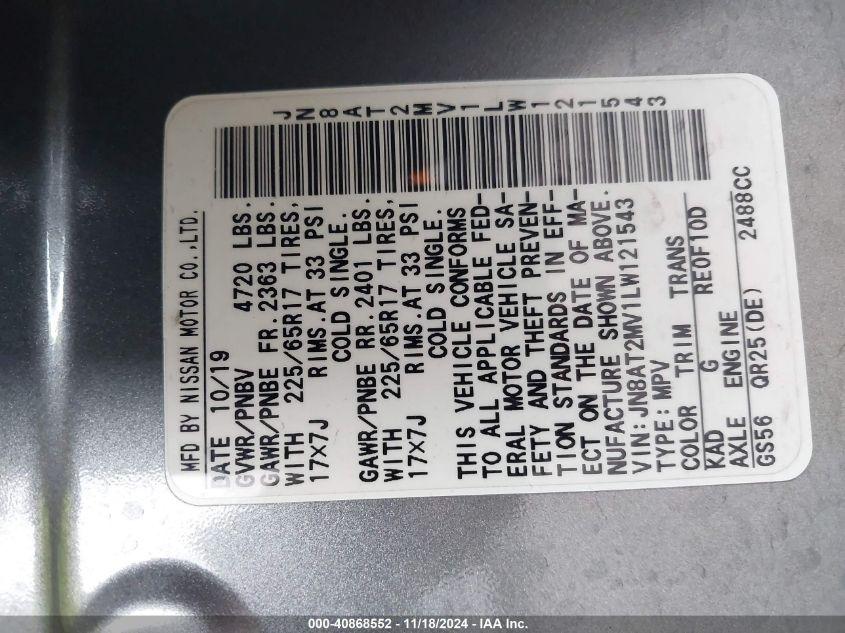 JN8AT2MV1LW121543
MFD BY NISSAN MOTOR CO.,LTD.
DATE 10/19
GVWR/PNBV 4720 LBS.
GAWR/PNBE FR. 2363 LBS.
WITH 225/65R17 TIRES,
17X7J RIMS.AT 33 PSI
COLD SINGLE.
GAWR/PNBE RR. 2401 LBS.
WITH 225/65R17 TIRES,
17X7J RIMS.AT 33 PSI
COLD SINGLE.
THIS VEHICLE CONFORMS
TO ALL APPLICABLE FED-
ERAL MOTOR VEHICLE SA-
FETY AND THEFT PREVEN-
TION STANDARDS IN EFF-
ECT ON THE DATE OF MA-
NUFACTURE SHOWN ABOVE.
VIN:JN8AT2MV1LW121543
TYPE: MPV
COLOR TRIM TRANS
KAD G RE0F10D
AXLE ENGINE
GS56 QR25(DE) 2488CC
000-40868552 - 11/18/2024 - IAA Inc.